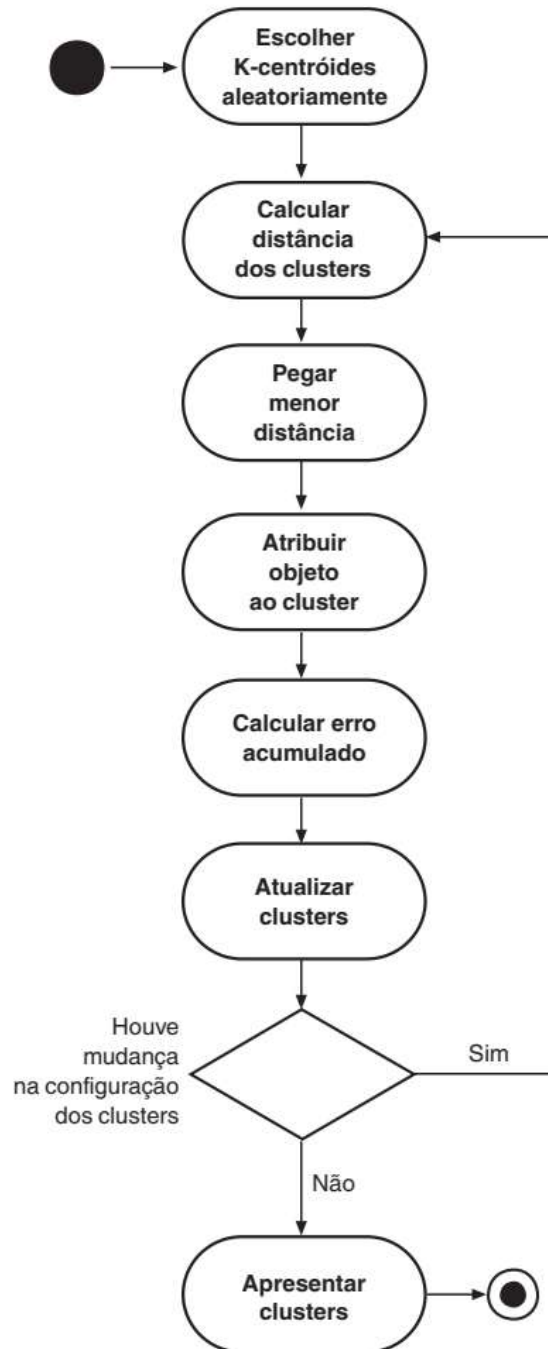 Escolher
K-centróides
aleatoriamente
Calcular
distância
dos clusters
Pegar
menor
distância
Atribuir
objeto
ao cluster
Calcular erro
acumulado
Atualizar
clusters
Houve
mudança
na configuração
dos clusters
Sim
Não
Apresentar
clusters